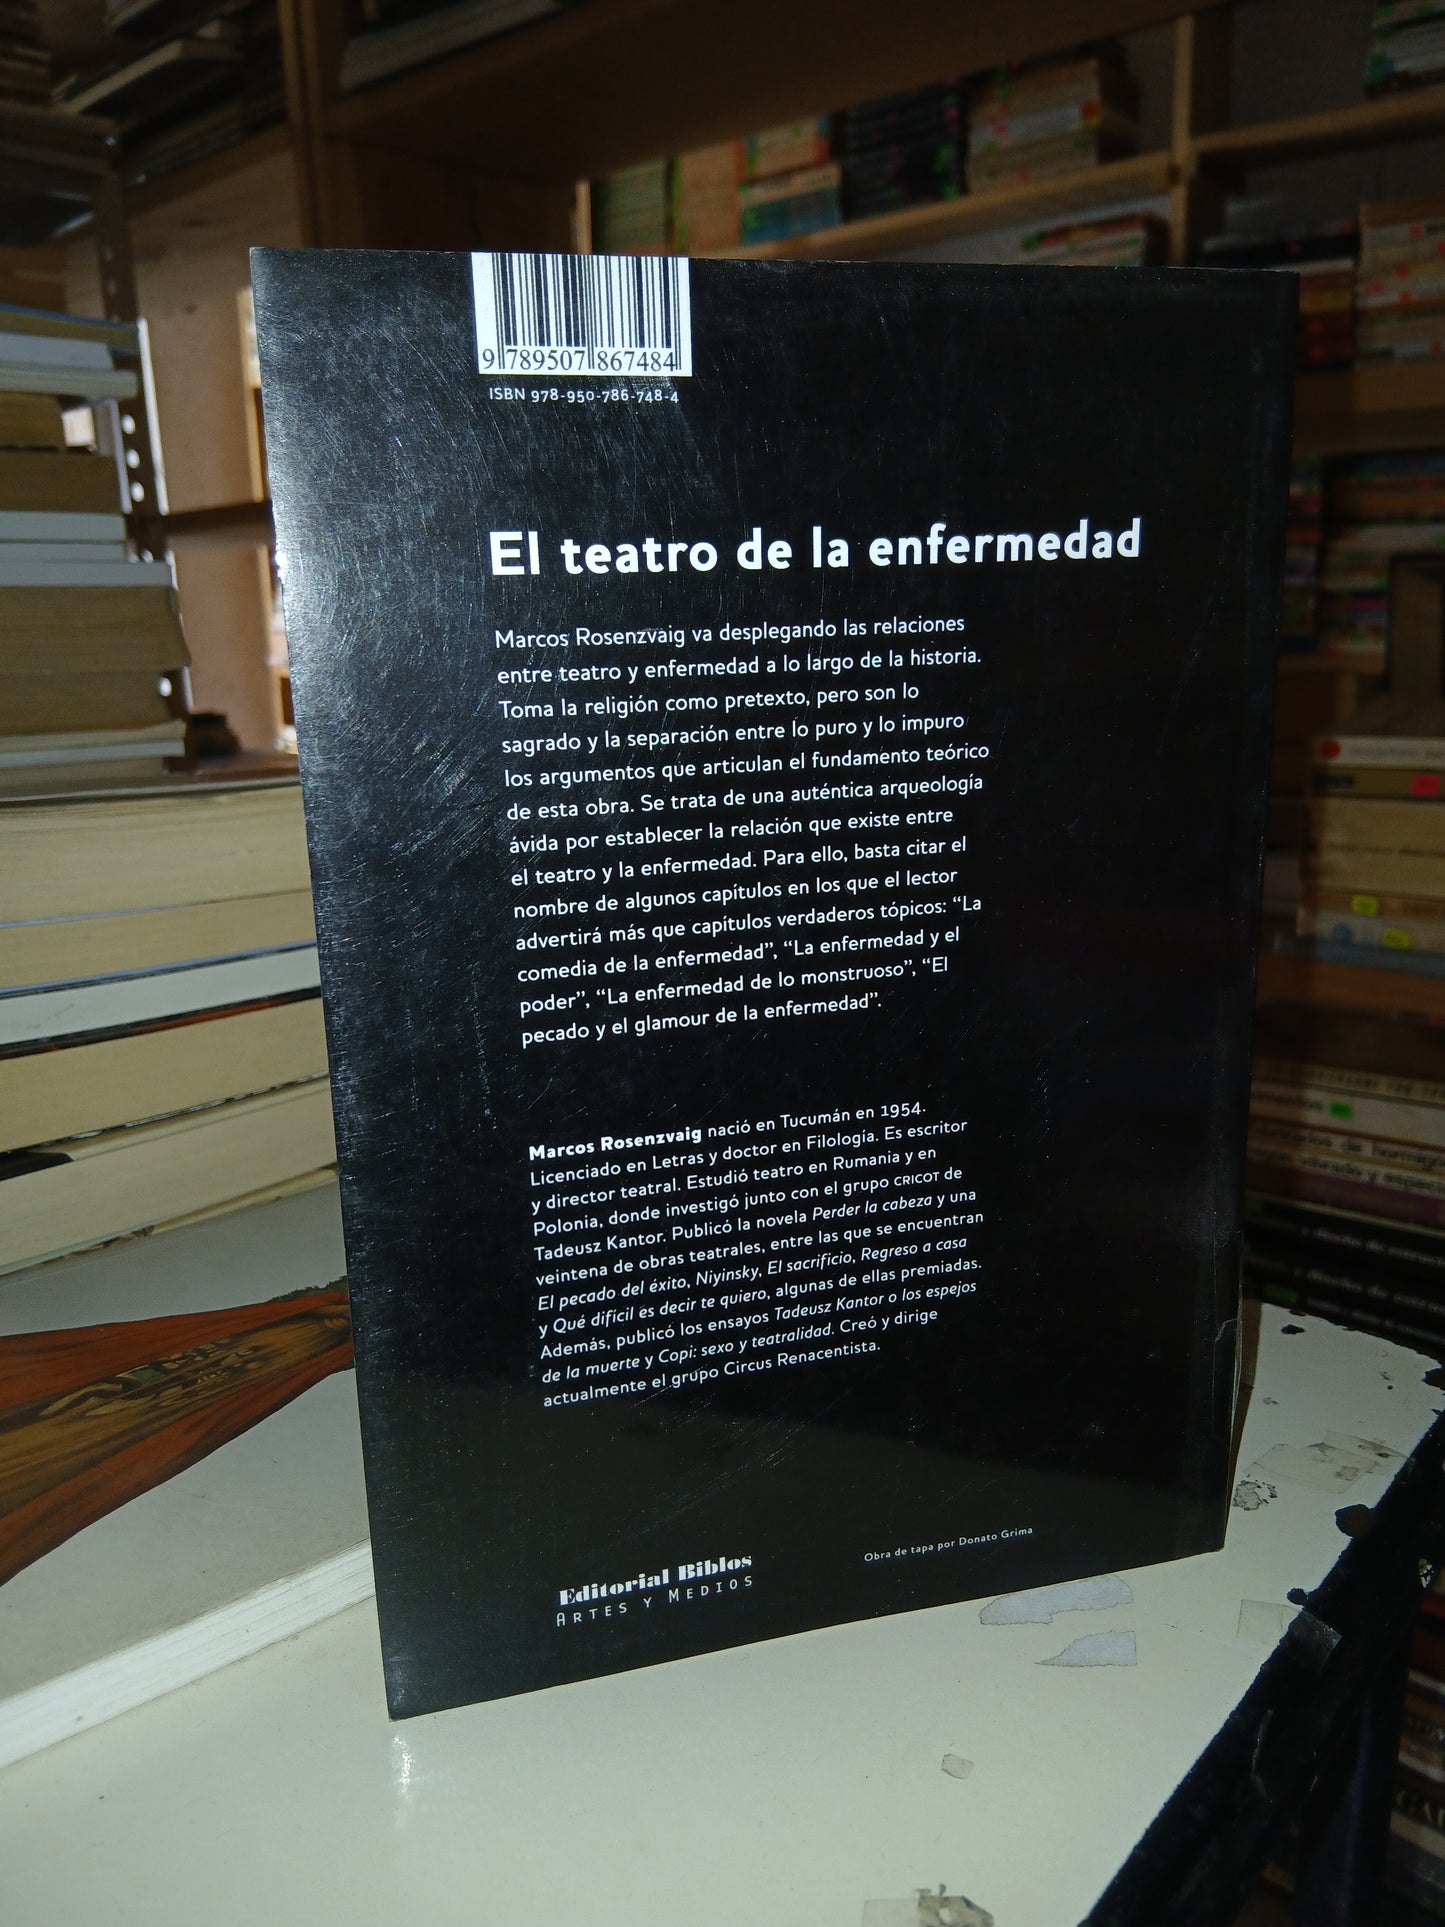 9 789507 867484
ISBN 978-950-786-748-4
El teatro de la enfermedad
Marcos Rosenzvaig va desplegando las relaciones
entre teatro y enfermedad a lo largo de la historia.
Toma la religión como pretexto, pero son lo
sagrado y la separación entre lo puro y lo impuro
los argumentos que articulan el fundamento teórico
de esta obra. Se trata de una auténtica arqueología
ávida por establecer la relación que existe entre
el teatro y la enfermedad. Para ello, basta citar el
nombre de algunos capítulos en los que el lector
advertirá más que capítulos verdaderos tópicos: “La
comedia de la enfermedad”, “La enfermedad y el
poder”, “La enfermedad de lo monstruoso”, “El
pecado y el glamour de la enfermedad”.
Marcos Rosenzvaig nació en Tucumán en 1954.
Licenciado en Letras y doctor en Filología. Es escritor
y director teatral. Estudió teatro en Rumania y en
Polonia, donde investigó junto con el grupo CRICOT de
Tadeusz Kantor. Publicó la novela Perder la cabeza y una
veintena de obras teatrales, entre las que se encuentran
El pecado del éxito, Niyinsky, El sacrificio, Regreso a casa
y Qué difícil es decir te quiero, algunas de ellas premiadas.
Además, publicó los ensayos Tadeusz Kantor o los espejos
de la muerte y Copi: sexo y teatralidad. Creó y dirige
actualmente el grupo Circus Renacentista.
Editorial Biblos
ARTES Y MEDIOS
Obra de tapa por Donato Grima